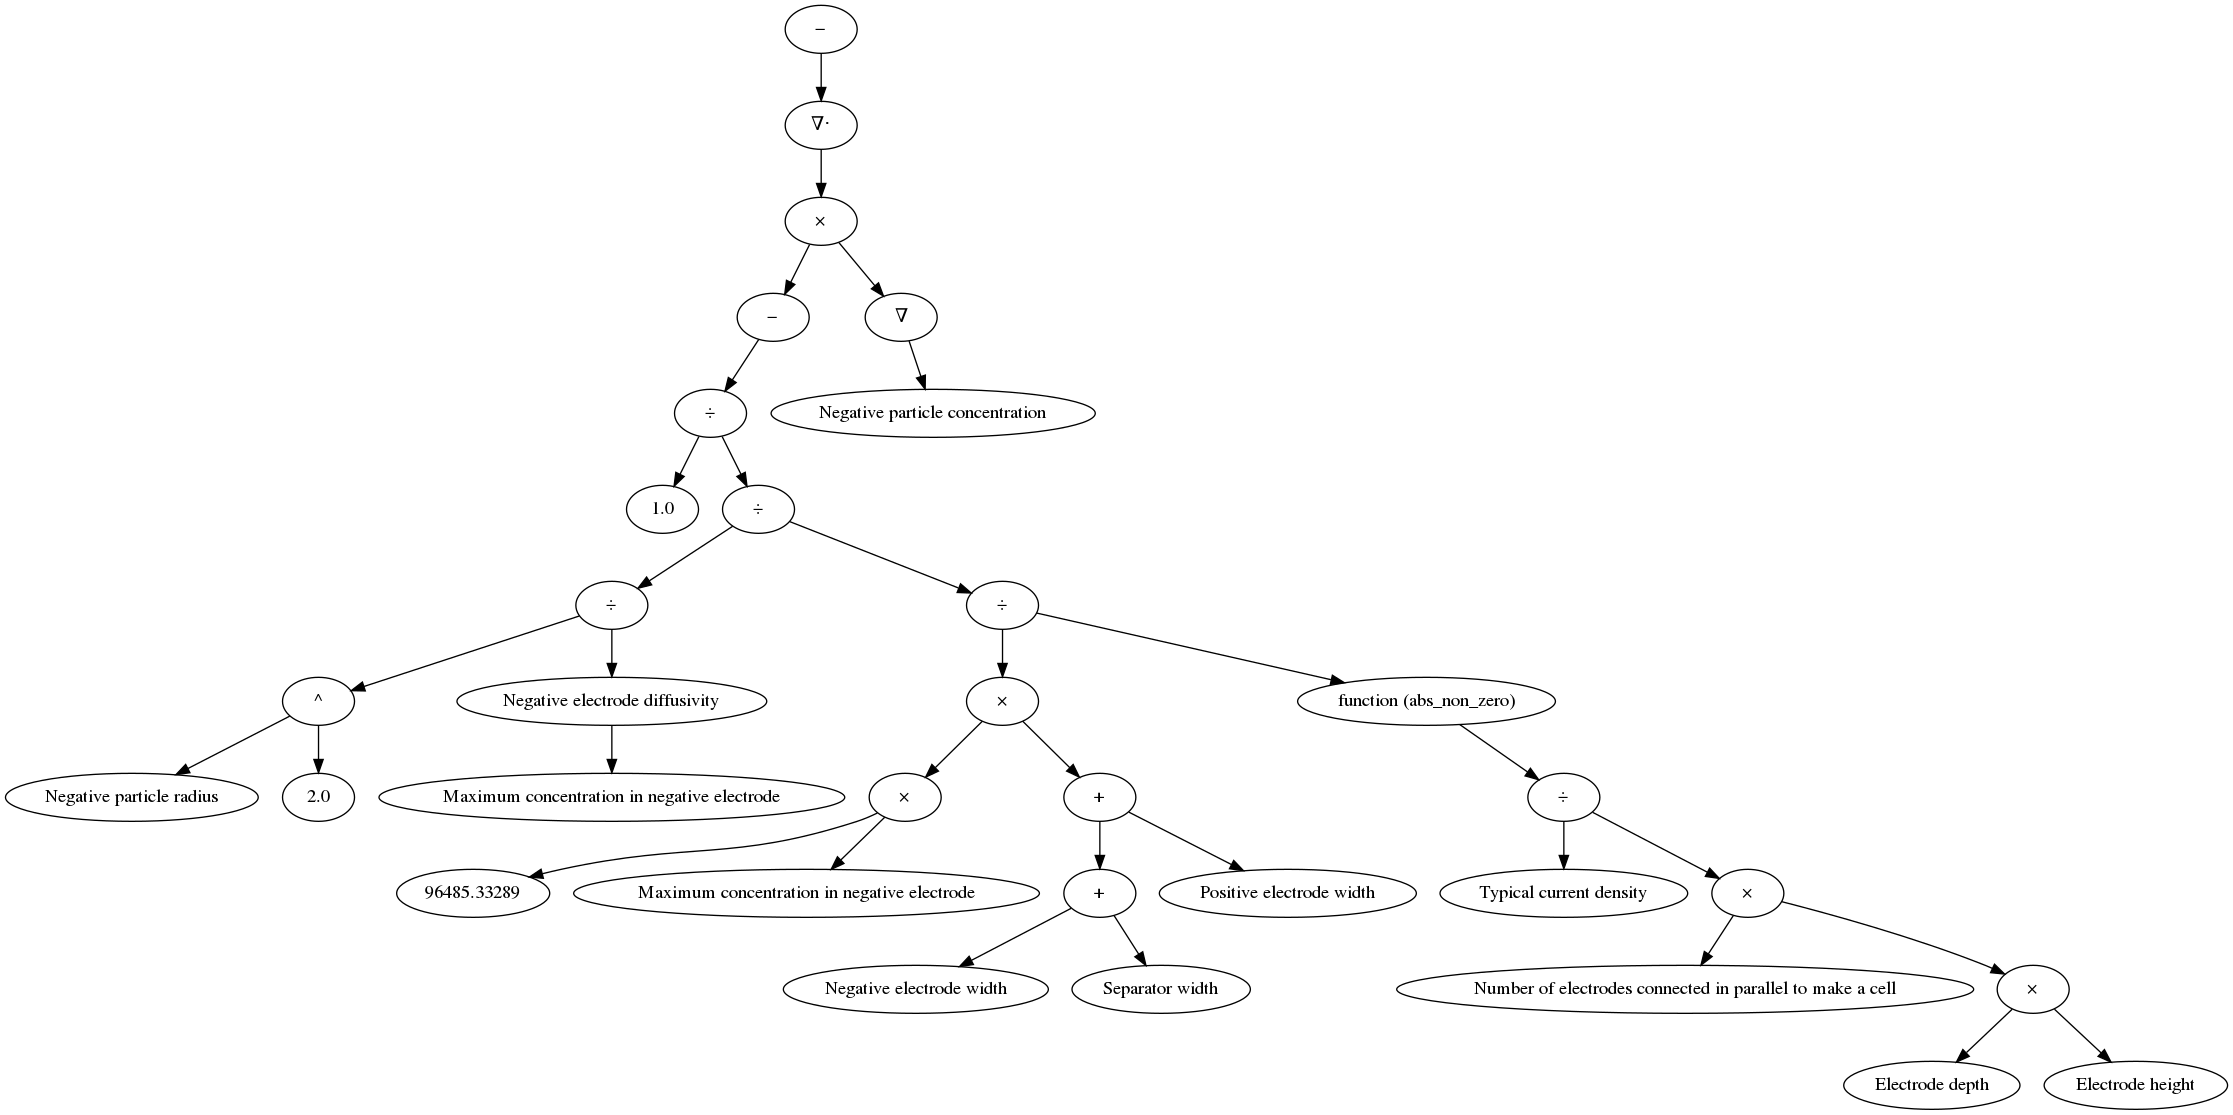 −
∇⋅
×
−
∇
÷
Negative particle concentration
1.0
÷
÷
÷
^
Negative electrode diffusivity
×
function (abs_non_zero)
Negative particle radius
2.0
Maximum concentration in negative electrode
×
+
÷
96485.33289
Maximum concentration in negative electrode
+
Positive electrode width
Typical current density
×
Negative electrode width
Separator width
Number of electrodes connected in parallel to make a cell
×
Electrode depth
Electrode height